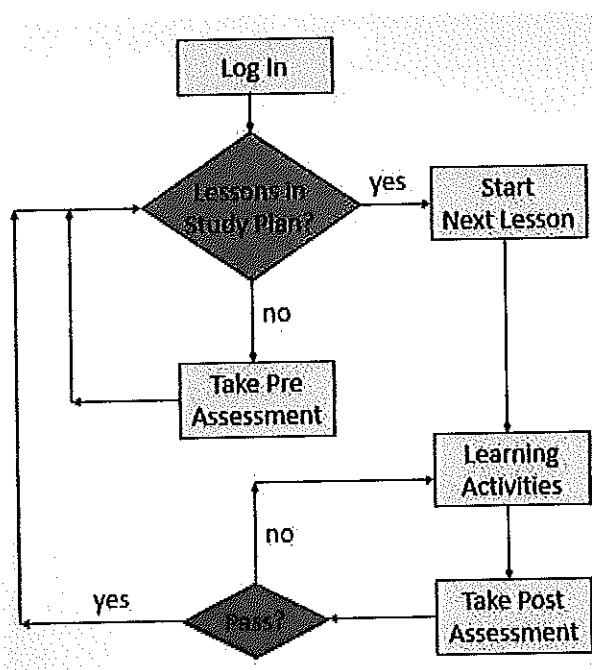 Log In
Lessons in
Study Plan?
yes
Start
Next Lesson
no
Take Pre
Assessment
Learning
Activities
no
yes
Pass?
Take Post
Assessment